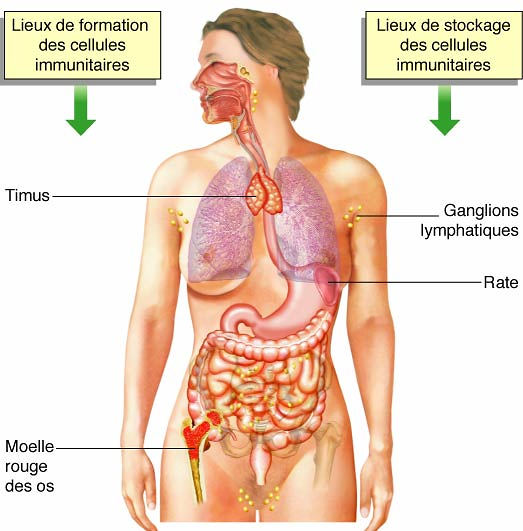 Lieux de formation
des cellules
immunitaires
Lieux de stockage
des cellules
immunitaires
Timus
Ganglions
lymphatiques
Rate
Moelle
rouge
des os